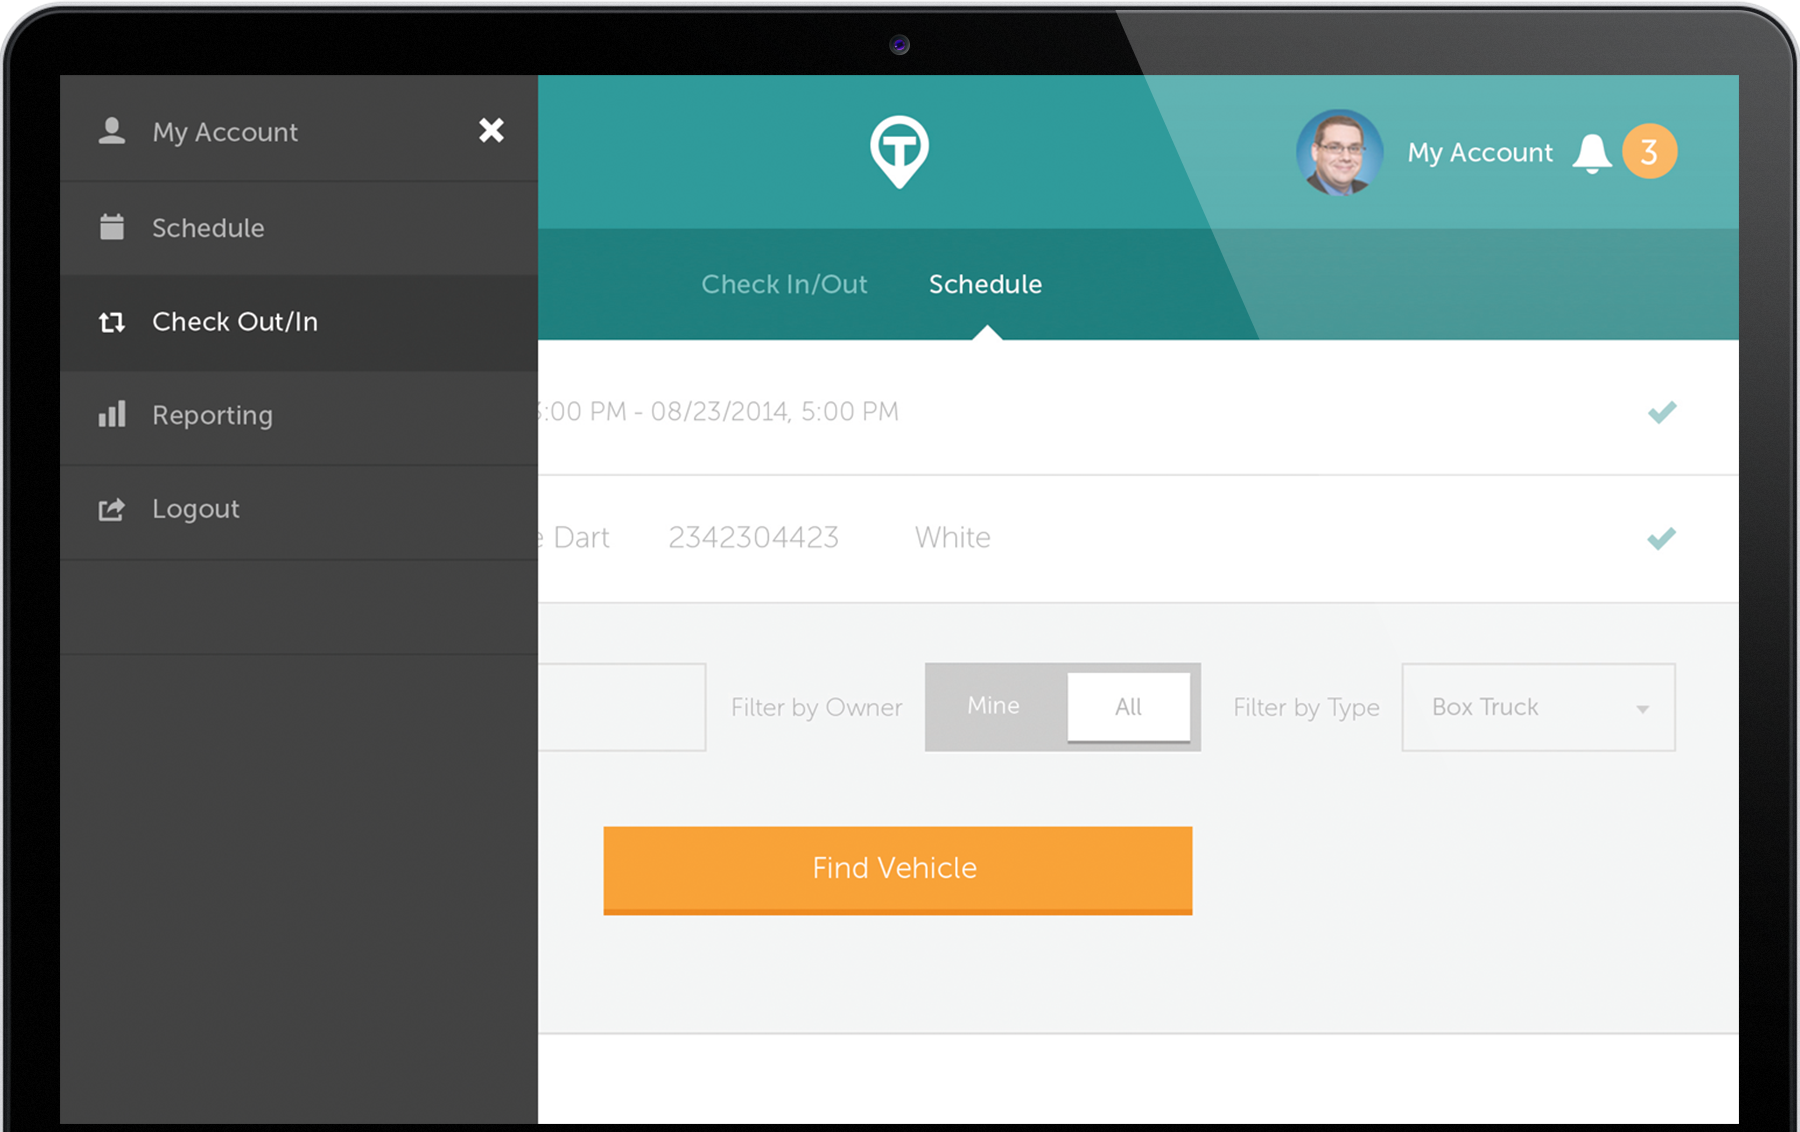 My Account
Schedule
Check Out/In
Reporting
Logout
T
My Account
3
Check In/Out
Schedule
:00 PM - 08/23/2014, 5:00 PM
e Dart
2342304423
White
Filter by Owner
Mine
All
Filter by Type
Box Truck
Find Vehicle